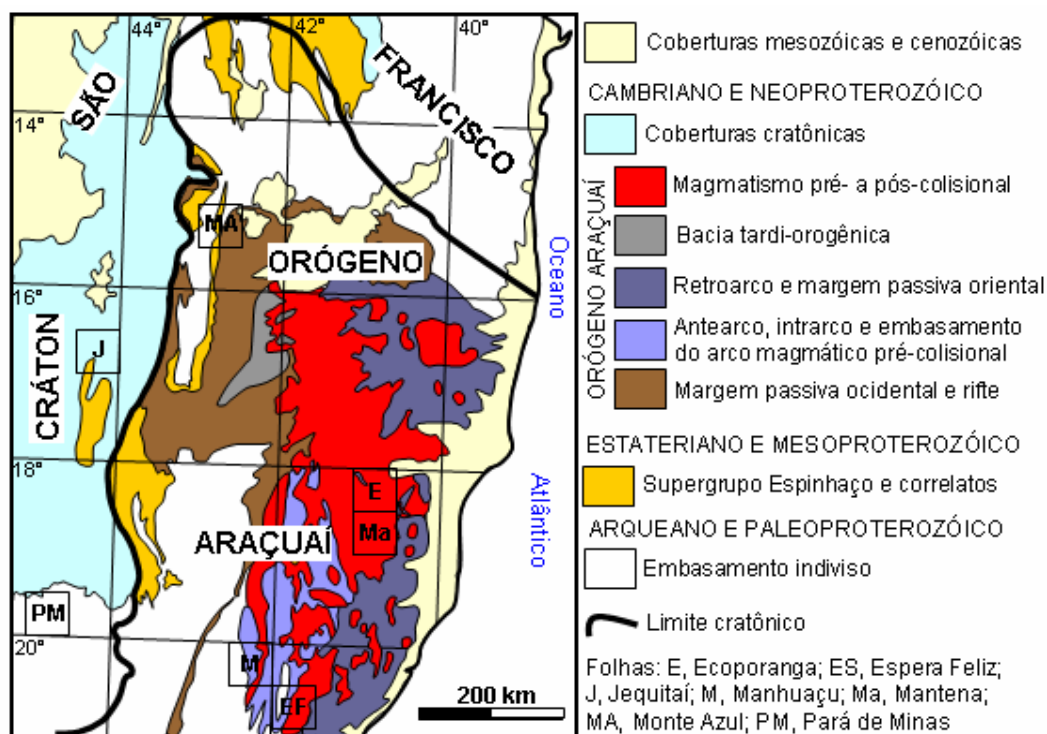 44°
42°
40°
SÃO
FRANCISCO
14°
MA
ORÓGENO
Oceano
16°
J
CRÁTON
18°
E
Atlântico
Ma
ARAÇUAÍ
PM
20°
M
EF
200 km
Coberturas mesozóicas e cenozóicas
CAMBRIANO E NEOPROTEROZÓICO
Coberturas cratônicas
ORÓGENO ARAÇUAÍ
Magmatismo pré- a pós-colisional
Bacia tardi-orogênica
Retroarco e margem passiva oriental
Antearco, intrarco e embasamento
do arco magmático pré-colisional
Margem passiva ocidental e rifte
ESTATERIANO E MESOPROTEROZÓICO
Supergrupo Espinhaço e correlatos
ARQUEANO E PALEOPROTEROZÓICO
Embasamento indiviso
Limite cratônico
Folhas: E, Ecoporanga; ES, Espera Feliz;
J, Jequitaí; M, Manhuaçu; Ma, Mantena;
MA, Monte Azul; PM, Pará de Minas